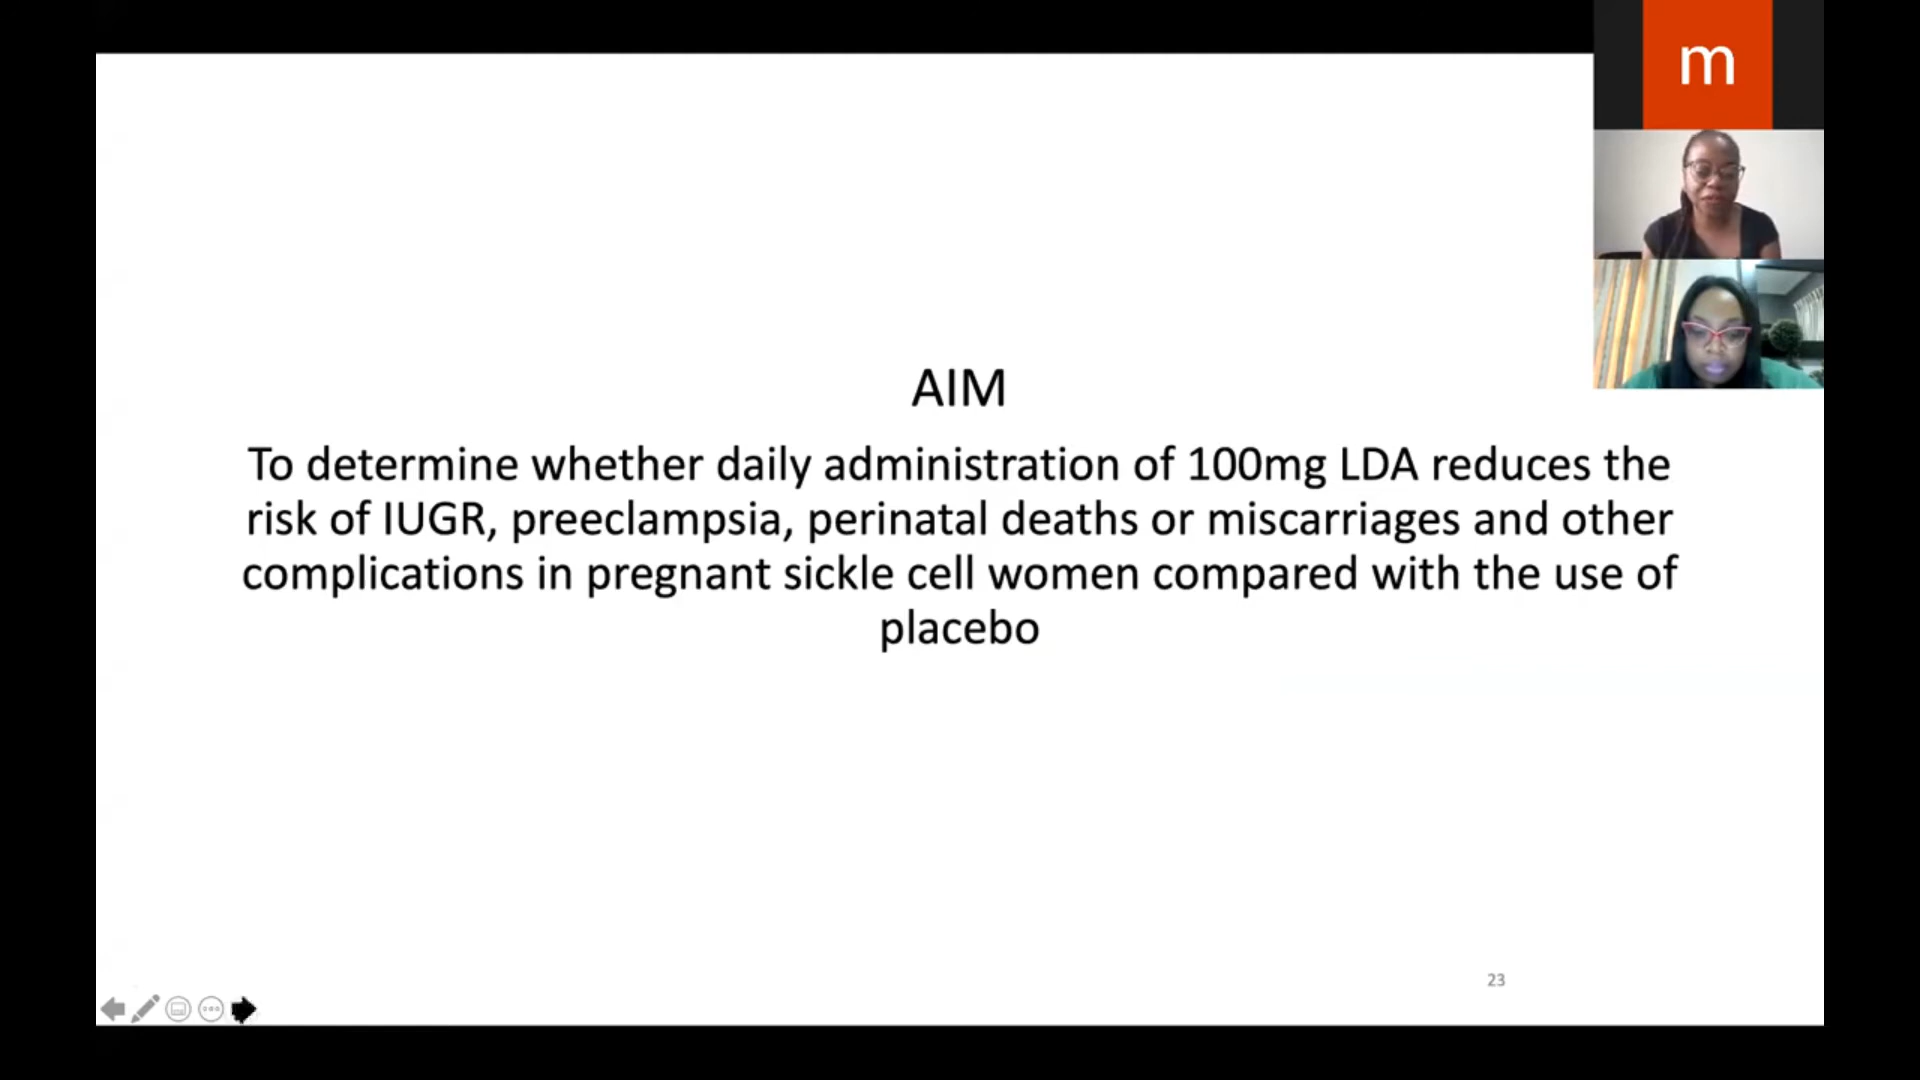 m
AIM
To determine whether daily administration of 100mg LDA reduces the
risk of IUGR, preeclampsia, perinatal deaths or miscarriages and other
complications in pregnant sickle cell women compared with the use of
placebo
23